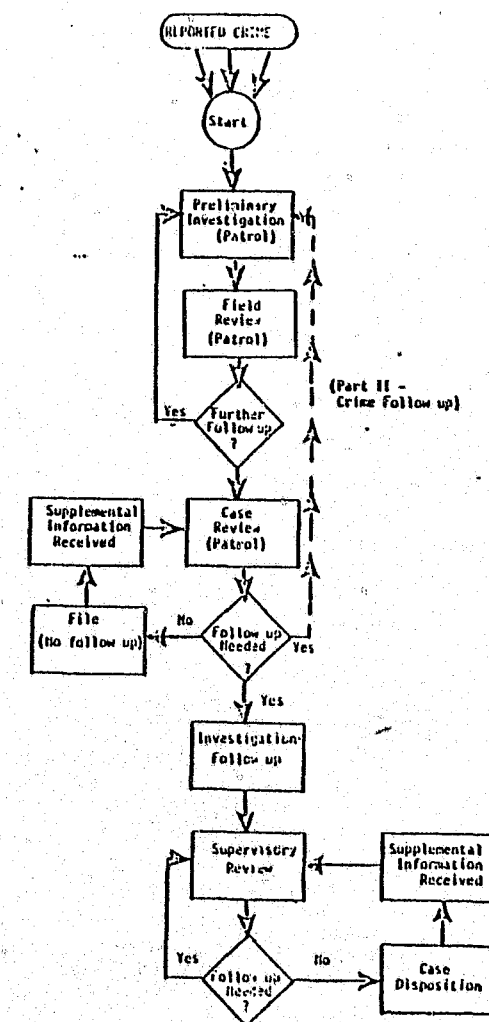 REPORTED CRIME
Start
Preliminary
Investigation
(Patrol)
Field
Review
(Patrol)
(Part II -
Crime Follow up)
Yes
Further
Follow up
?
Supplemental
Information
Received
Case
Review
(Patrol)
File
(No follow up)
No
Follow up
Needed
?
Yes
Yes
Investigation
Follow up
Supervisory
Review
Supplemental
Information
Received
Yes
Follow up
Needed
?
No
Case
Disposition